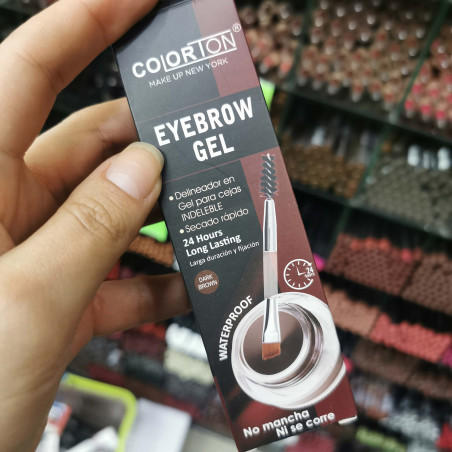 COLORTON®
MAKE UP NEW YORK
EYEBROW
GEL
• Delineador en
Gel para cejas
INDELEBLE
• Secado rápido
24 Hours
Long Lasting
Larga duración y fijación
DARK
BROWN
24
WATERPROOF
No mancha
Ni se corre